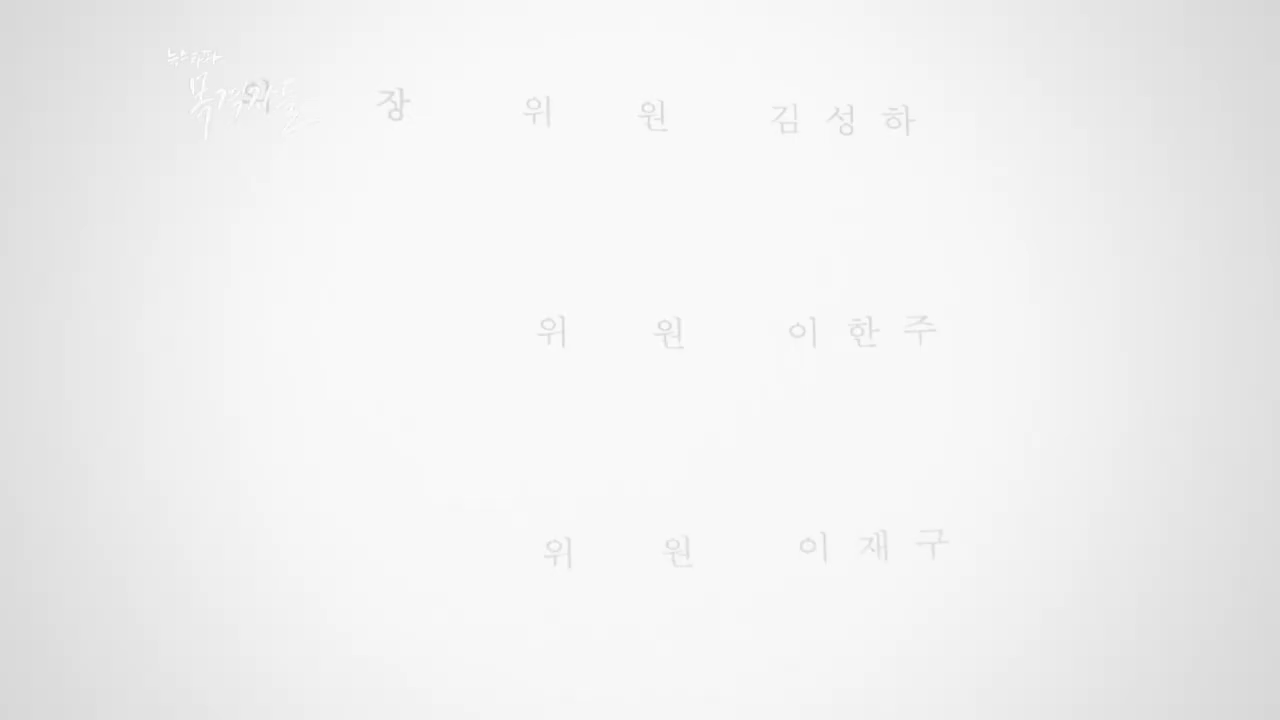 뉴스타파
목격자들
장 위 원 김 성 하
위 원 이 한 주
위 원 이 재 구